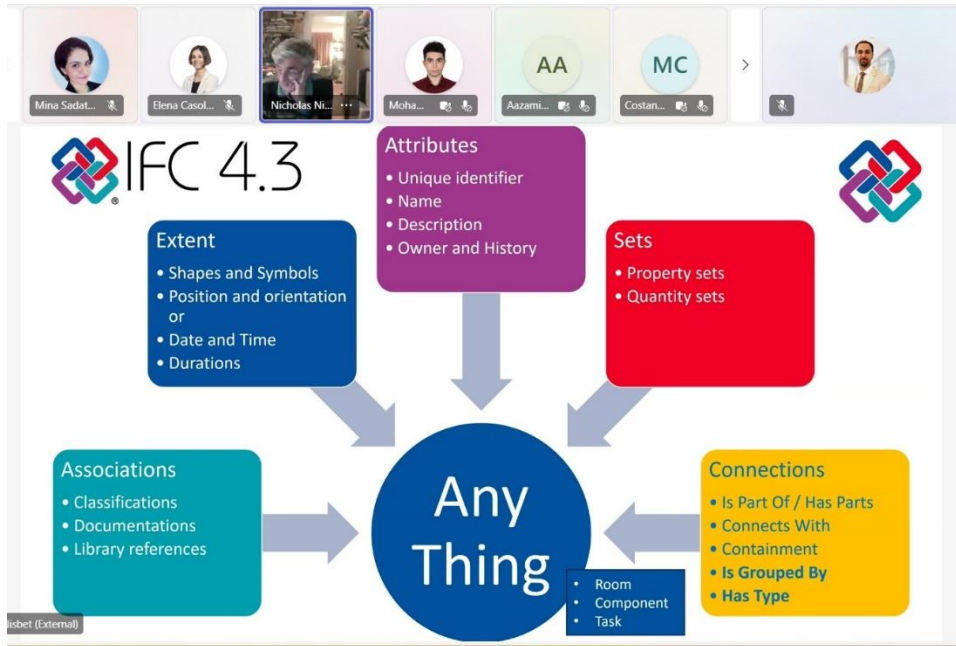 Mina Sadat...
Elena Casol...
Nicholas Ni...
Moha...
AA
Aazami...
MC
Costan...
IFC 4.3
®
Attributes
• Unique identifier
• Name
• Description
• Owner and History
Extent
• Shapes and Symbols
• Position and orientation
or
• Date and Time
• Durations
Sets
• Property sets
• Quantity sets
Associations
• Classifications
• Documentations
• Library references
Any
Thing
• Room
• Component
• Task
Connections
• Is Part Of / Has Parts
• Connects With
• Containment
• Is Grouped By
• Has Type
lisbet (External)